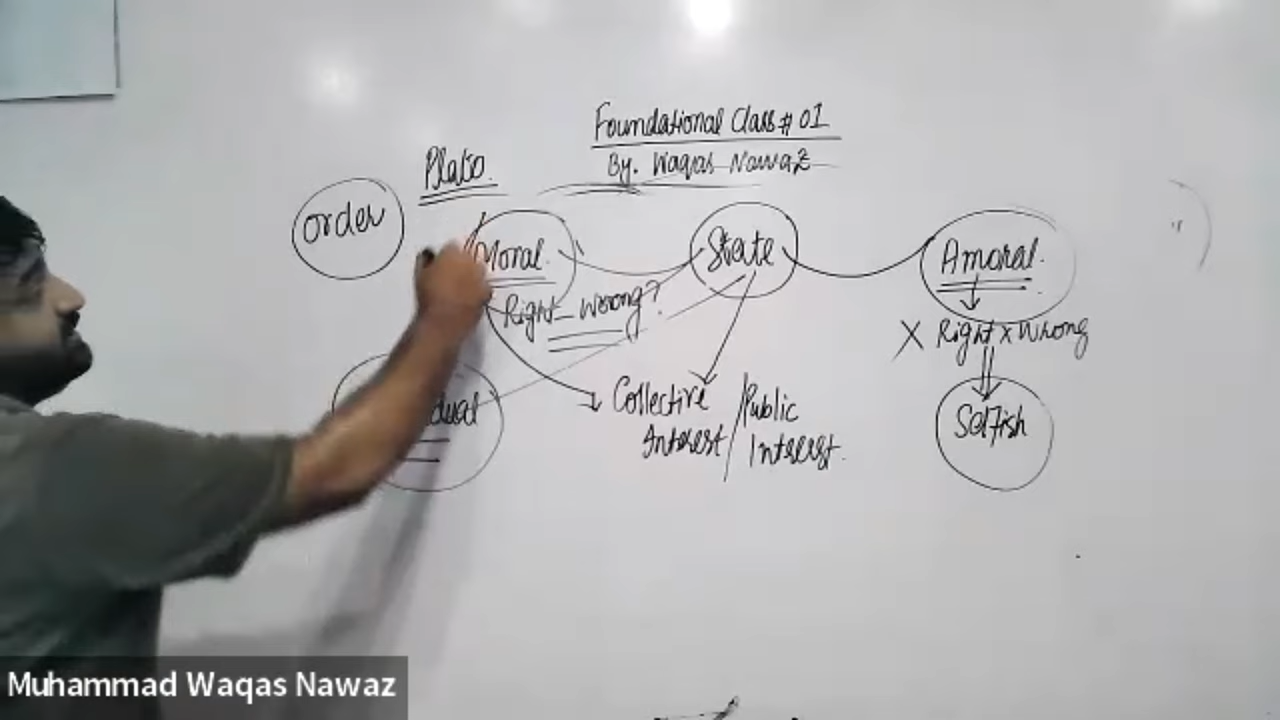 Foundational Class # 01
By. Waqas Nawaz
Plato.
order
Moral.
State
Amoral.
Right - Wrong?
X Right x Wrong
dual
Collective
Interest
/ Public
Interest.
Selfish
Muhammad Waqas Nawaz